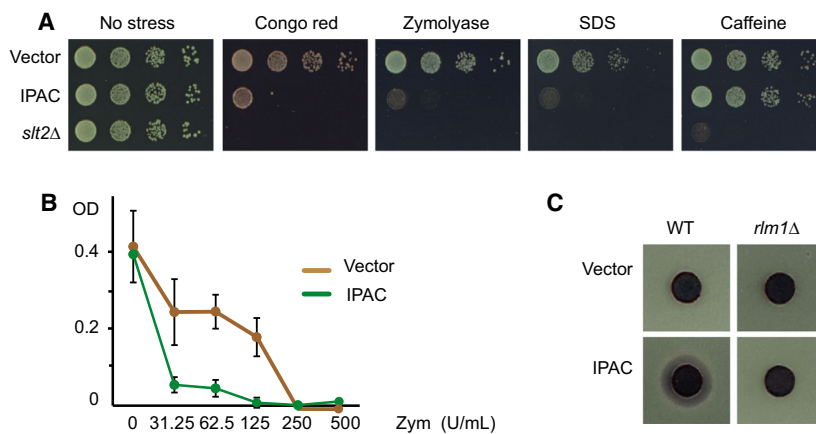 A
No stress
Congo red
Zymolyase
SDS
Caffeine
Vector
IPAC
slt2Δ
B
OD
0.4
0.2
0
0 31.25 62.5 125 250 500 Zym (U/mL)
Vector
IPAC
C
WT
rlm1Δ
Vector
IPAC